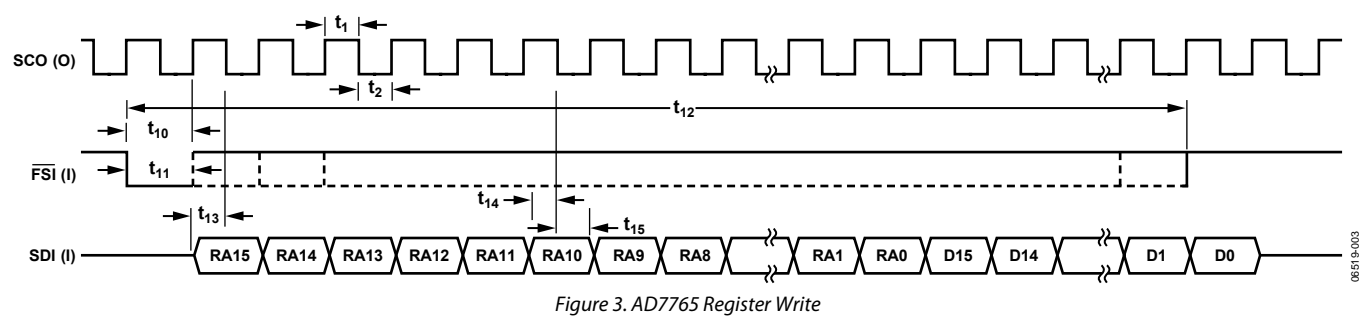 t1
SCO (O)
t2
t12
t10
FSI (I)
t11
t14
t13
t15
SDI (I) RA15 RA14 RA13 RA12 RA11 RA10 RA9 RA8 RA1 RA0 D15 D14 D1 D0
06519-003
Figure 3. AD7765 Register Write